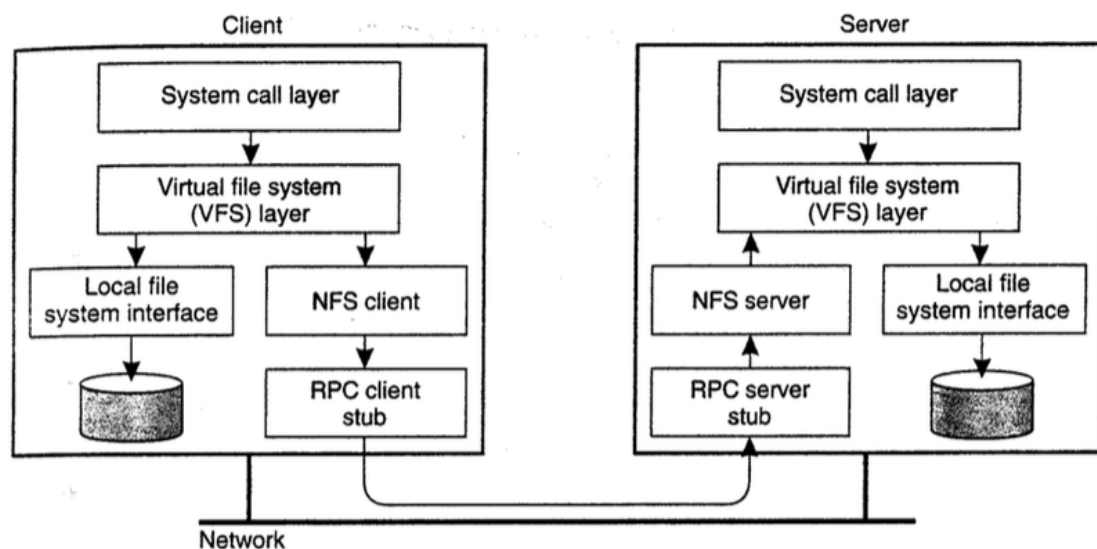 Client
System call layer
Virtual file system
(VFS) layer
Local file
system interface
NFS client
RPC client
stub
Server
System call layer
Virtual file system
(VFS) layer
NFS server
Local file
system interface
RPC server
stub
Network